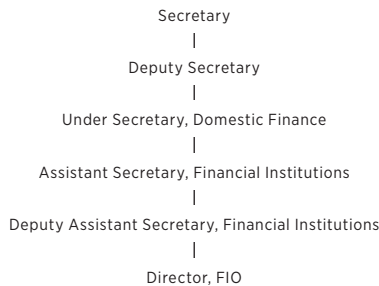 Secretary
Deputy Secretary
Under Secretary, Domestic Finance
Assistant Secretary, Financial Institutions
Deputy Assistant Secretary, Financial Institutions
Director, FIO